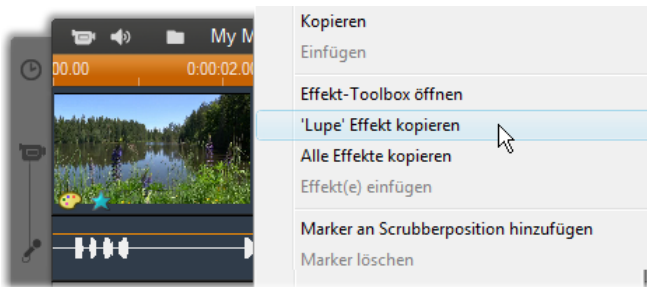 My M
00.00 0:00:02.00
Kopieren
Einfügen
Effekt-Toolbox öffnen
'Lupe' Effekt kopieren
Alle Effekte kopieren
Effekt(e) einfügen
Marker an Scrubberposition hinzufügen
Marker löschen